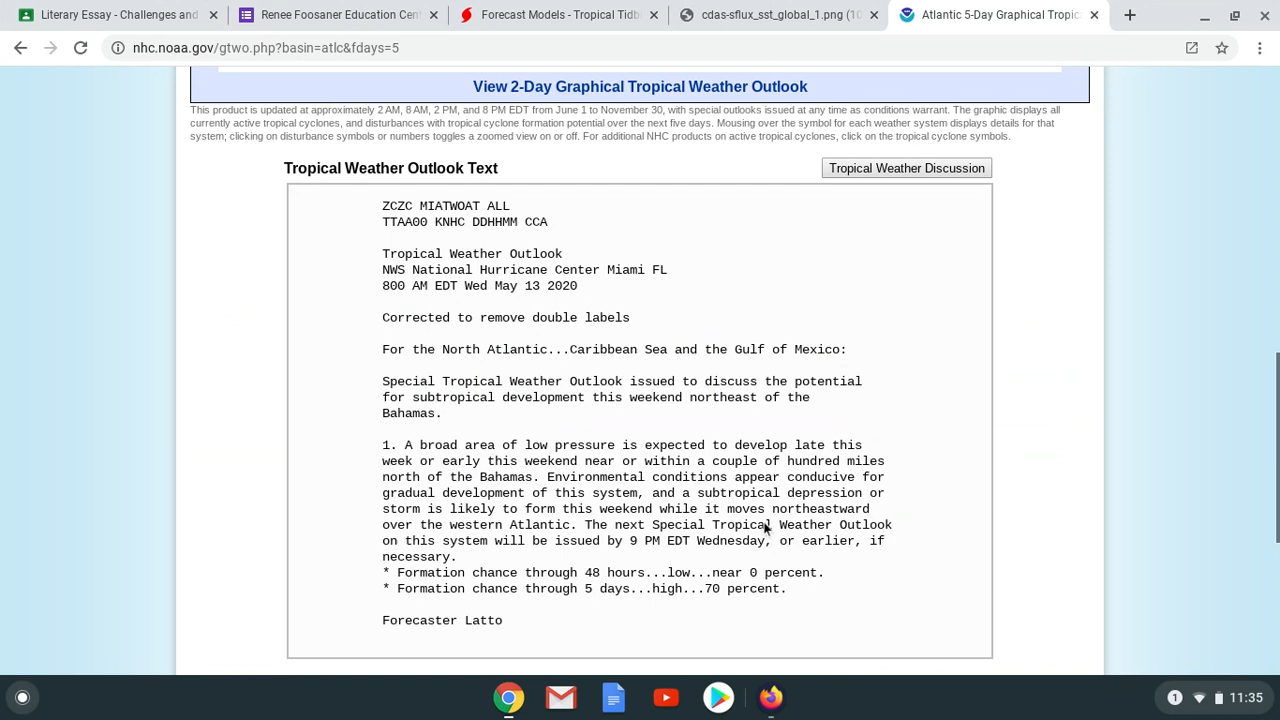 Literary Essay - Challenges and
Renee Foosaner Education Cen
Forecast Models - Tropical Tidb
cdas-sflux_sst_global_1.png (10
Atlantic 5-Day Graphical Tropic
nhc.noaa.gov/gtwo.php?basin=atlc&fdays=5
View 2-Day Graphical Tropical Weather Outlook
This product is updated at approximately 2 AM, 8 AM, 2 PM, and 8 PM EDT from June 1 to November 30, with special outlooks issued at any time as conditions warrant. The graphic displays all
currently active tropical cyclones, and disturbances with tropical cyclone formation potential over the next five days. Mousing over the symbol for each weather system displays details for that
system; clicking on disturbance symbols or numbers toggles a zoomed view on or off. For additional NHC products on active tropical cyclones, click on the tropical cyclone symbols.
Tropical Weather Outlook Text
Tropical Weather Discussion
ZCZC MIATWOAT ALL
TTAA00 KNHC DDHHMM CCA
Tropical Weather Outlook
NWS National Hurricane Center Miami FL
800 AM EDT Wed May 13 2020
Corrected to remove double labels
For the North Atlantic...Caribbean Sea and the Gulf of Mexico:
Special Tropical Weather Outlook issued to discuss the potential
for subtropical development this weekend northeast of the
Bahamas.
1. A broad area of low pressure is expected to develop late this
week or early this weekend near or within a couple of hundred miles
north of the Bahamas. Environmental conditions appear conducive for
gradual development of this system, and a subtropical depression or
storm is likely to form this weekend while it moves northeastward
over the western Atlantic. The next Special Tropical Weather Outlook
on this system will be issued by 9 PM EDT Wednesday, or earlier, if
necessary.
* Formation chance through 48 hours...low...near 0 percent.
* Formation chance through 5 days...high...70 percent.
Forecaster Latto
1
11:35